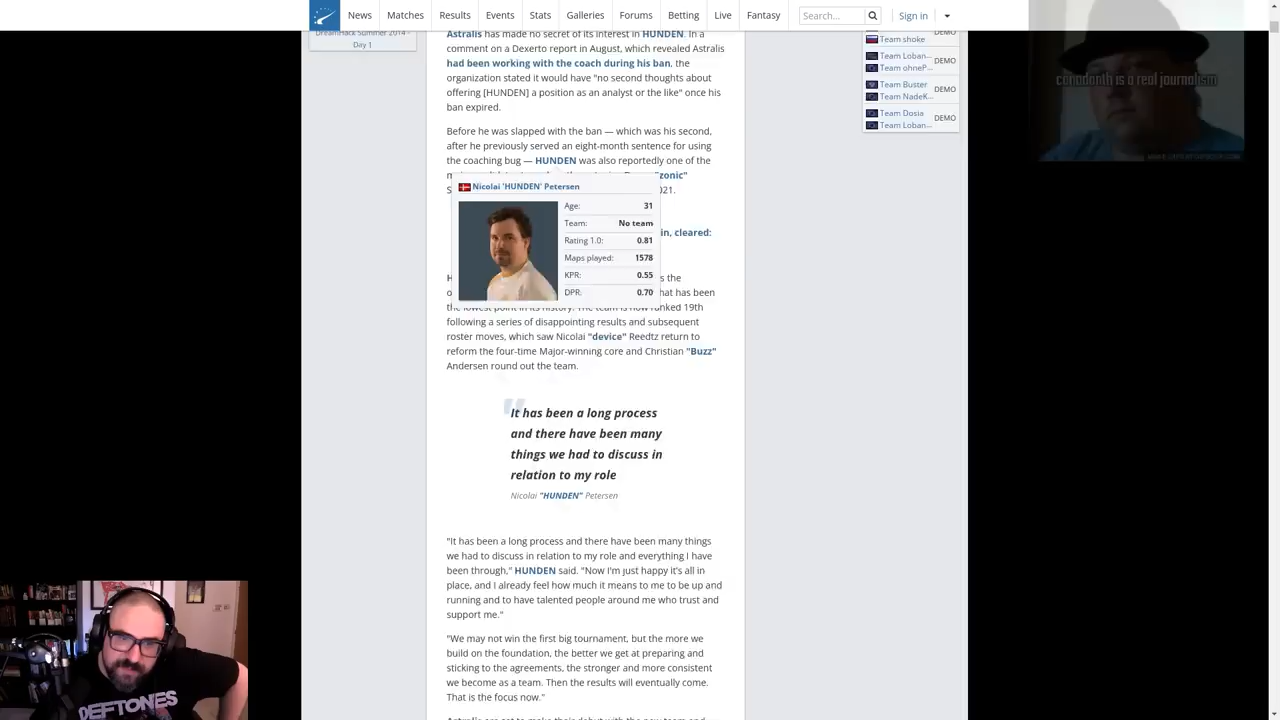 News Matches Results Events Stats Galleries Forums Betting Live Fantasy Search... Sign in
DreamHack Summer 2014 -
Day 1
Astralis has made no secret of its interest in HUNDEN. In a
comment on a Dexerto report in August, which revealed Astralis
had been working with the coach during his ban, the
organization stated it would have "no second thoughts about
offering [HUNDEN] a position as an analyst or the like" once his
ban expired.
Before he was slapped with the ban — which was his second,
after he previously served an eight-month sentence for using
the coaching bug — HUNDEN was also reportedly one of the
"zonic"
021.
Nicolai 'HUNDEN' Petersen
Age: 31
Team: No team
Rating 1.0: 0.81
Maps played: 1578
KPR: 0.55
DPR: 0.70
in, cleared:
s the
hat has been
the lowest point in its history. The team is now ranked 19th
following a series of disappointing results and subsequent
roster moves, which saw Nicolai "device" Reedtz return to
reform the four-time Major-winning core and Christian "Buzz"
Andersen round out the team.
It has been a long process
and there have been many
things we had to discuss in
relation to my role
Nicolai "HUNDEN" Petersen
"It has been a long process and there have been many things
we had to discuss in relation to my role and everything I have
been through," HUNDEN said. "Now I'm just happy it's all in
place, and I already feel how much it means to me to be up and
running and to have talented people around me who trust and
support me."
"We may not win the first big tournament, but the more we
build on the foundation, the better we get at preparing and
sticking to the agreements, the stronger and more consistent
we become as a team. Then the results will eventually come.
That is the focus now."
Astralis are set to make their debut with the new team and
Team shoke
DEMO
Team Loban...
Team ohneP...
DEMO
Team Buster
Team NadeK...
DEMO
Team Dosia
Team Loban...
DEMO
canadanth is a real journalism
DEFTONES